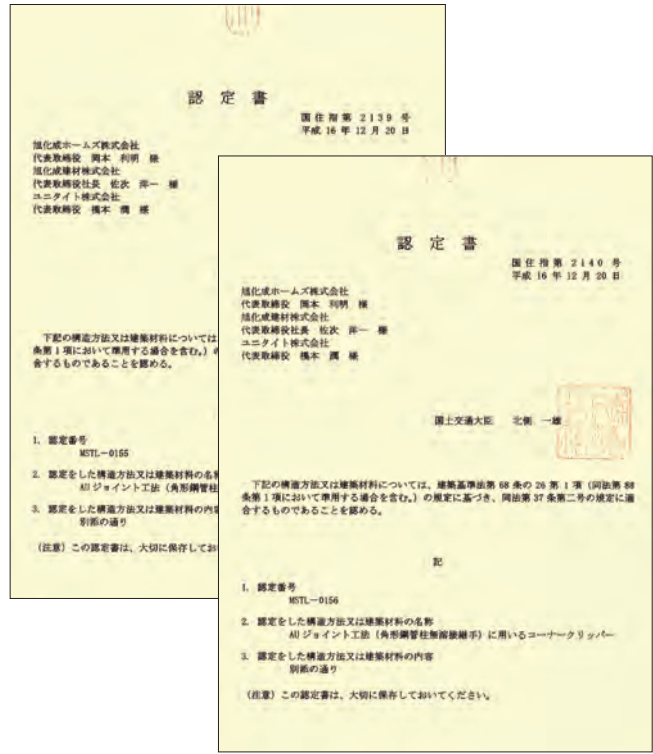 認 定 書
国住指第 2139 号
平成 16 年 12 月 20 日
旭化成ホームズ株式会社
代表取締役 岡本 利明 様
旭化成建材株式会社
代表取締役社長 佐次 洋一 様
ユニタイト株式会社
代表取締役 橋本 潤 様
下記の構造方法又は建築材料については
条第1項において準用する場合を含む。)の
合するものであることを認める。
1. 認定番号
MSTL-0155
2. 認定をした構造方法又は建築材料の名称
AUジョイント工法(角形鋼管柱
3. 認定をした構造方法又は建築材料の内容
別添の通り
(注意)この認定書は、大切に保存してお
認 定 書
国住指第 2140 号
平成 16 年 12 月 20 日
旭化成ホームズ株式会社
代表取締役 岡本 利明 様
旭化成建材株式会社
代表取締役社長 佐次 洋一 様
ユニタイト株式会社
代表取締役 橋本 潤 様
国土交通大臣 北側 一雄
下記の構造方法又は建築材料については、建築基準法第 68 条の 26 第 1 項(同法第 88
条第1項において準用する場合を含む。)の規定に基づき、同法第 37 条第二号の規定に適
合するものであることを認める。
記
1. 認定番号
MSTL-0156
2. 認定をした構造方法又は建築材料の名称
AUジョイント工法(角形鋼管柱無溶接継手)に用いるコーナークリッパー
3. 認定をした構造方法又は建築材料の内容
別添の通り
(注意)この認定書は、大切に保存しておいてください。